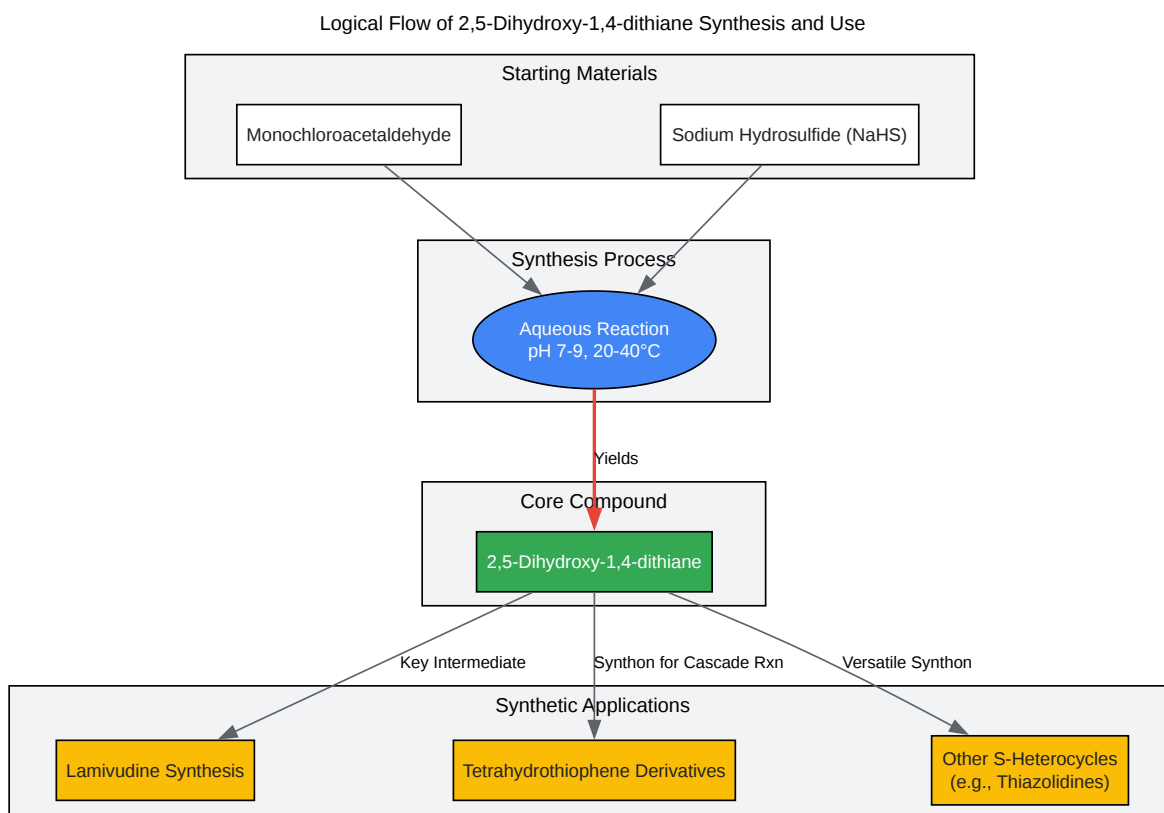 Logical Flow of 2,5-Dihydroxy-1,4-dithiane Synthesis and Use
Starting Materials
Monochloroacetaldehyde
Sodium Hydrosulfide (NaHS)
Synthesis Process
Aqueous Reaction
pH 7-9, 20-40°C
Yields
Core Compound
2,5-Dihydroxy-1,4-dithiane
Key Intermediate
Synthon for Cascade Rxn
Versatile Synthon
Synthetic Applications
Lamivudine Synthesis
Tetrahydrothiophene Derivatives
Other S-Heterocycles
(e.g., Thiazolidines)